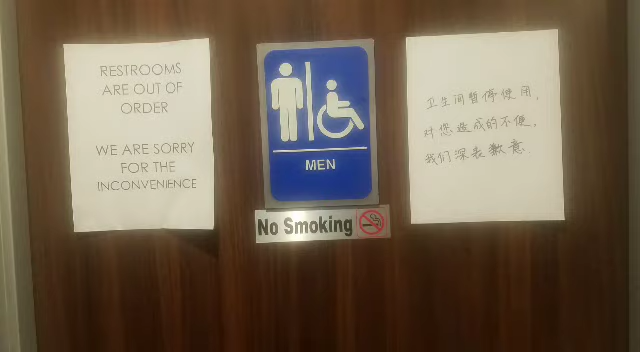 RESTROOMS
ARE OUT OF
ORDER
WE ARE SORRY
FOR THE
INCONVENIENCE
MEN
No Smoking
卫生间暂停使用,
对您造成的不便,
我们深表歉意.